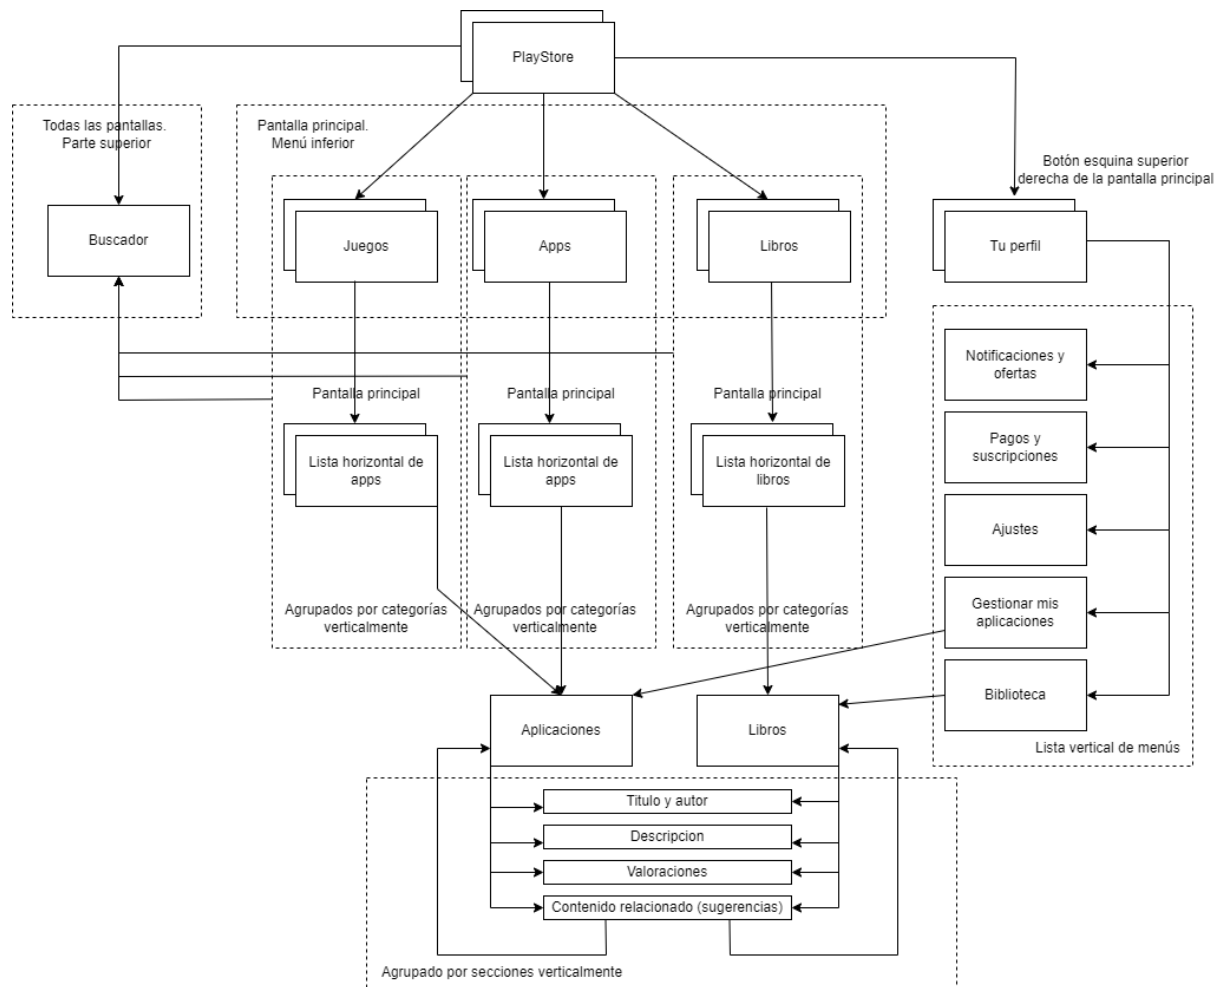 PlayStore
Todas las pantallas.
Parte superior
Pantalla principal.
Menú inferior
Botón esquina superior
derecha de la pantalla principal
Buscador
Juegos
Apps
Libros
Tu perfil
Notificaciones y
ofertas
Pantalla principal
Pantalla principal
Pantalla principal
Pagos y
suscripciones
Lista horizontal de
apps
Lista horizontal de
apps
Lista horizontal de
libros
Ajustes
Agrupados por categorías
verticalmente
Agrupados por categorías
verticalmente
Agrupados por categorías
verticalmente
Gestionar mis
aplicaciones
Biblioteca
Lista vertical de menús
Aplicaciones
Libros
Titulo y autor
Descripcion
Valoraciones
Contenido relacionado (sugerencias)
Agrupado por secciones verticalmente